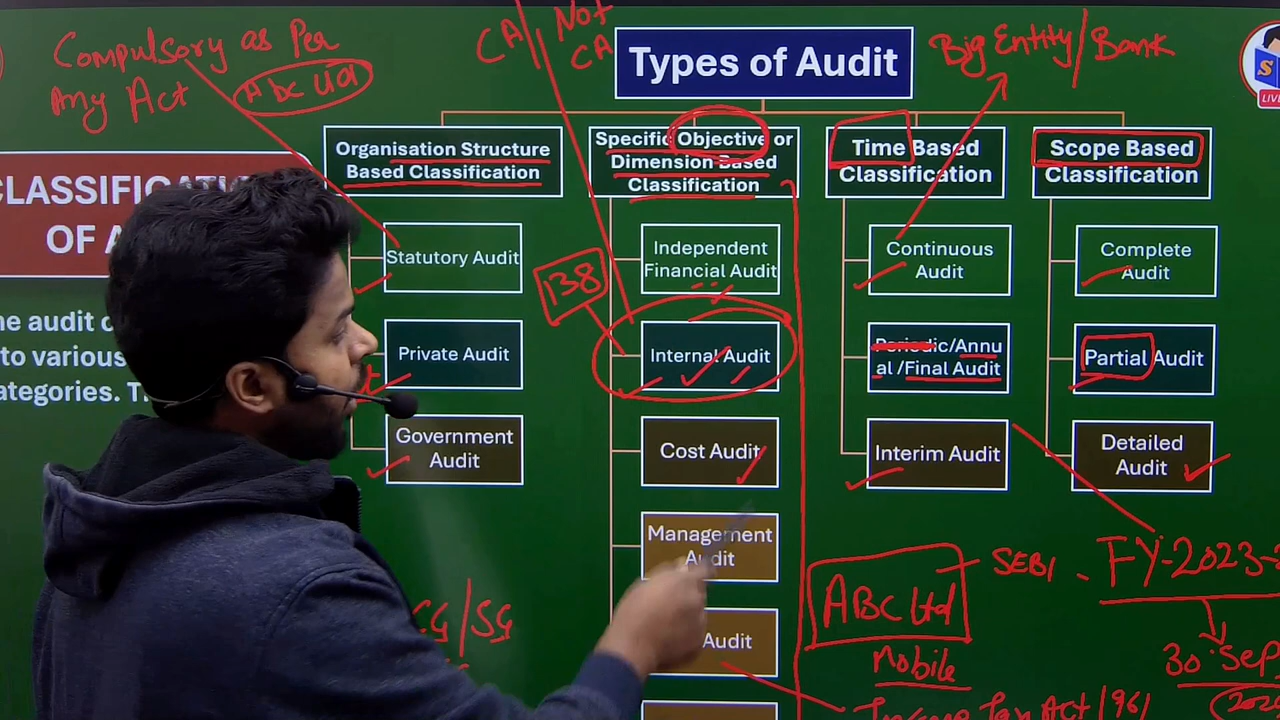 Compulsory as Per
Any Act
Abc Ltd
CA/
Not
CA
Types of Audit
Big Entity/Bank
S
LIVE
OF A
he audit
to various
ategories. T
Organisation Structure
Based Classification
Statutory Audit
Private Audit
Government
Audit
CG/SG
Specific Objective or
Dimension Based
Classification
Independent
Financial Audit
138
Internal Audit
Cost Audit
Management
Audit
Audit
Time Based
Classification
Continuous
Audit
Periodic/Annu
al /Final Audit
Interim Audit
Scope Based
Classification
Complete
Audit
Partial Audit
Detailed
Audit
ABC Ltd
SEBI - FY-2023-
Mobile
30 Sep
Income Tax Act 1961